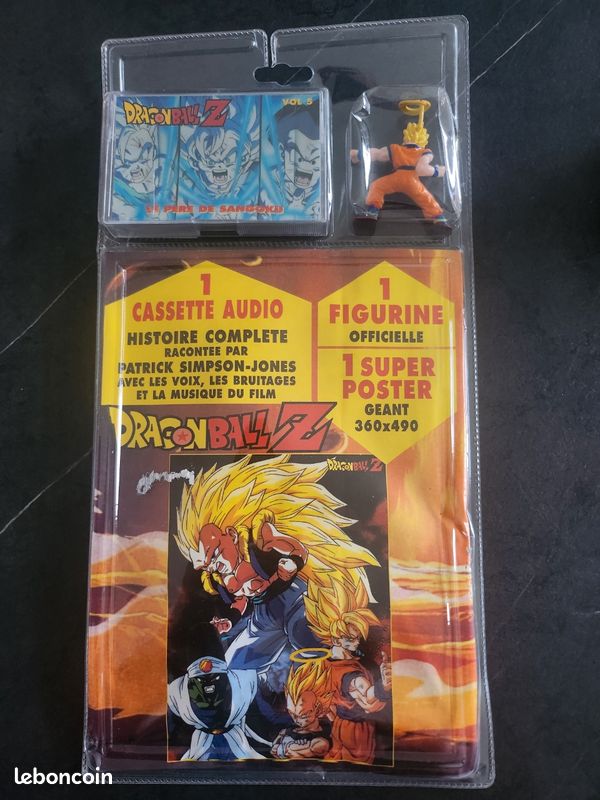 DRAGON BALL Z
VOL 5
LE PERE DE SANGOKU
1
CASSETTE AUDIO
HISTOIRE COMPLETE
RACONTEE PAR
PATRICK SIMPSON-JONES
AVEC LES VOIX, LES BRUITAGES
ET LA MUSIQUE DU FILM
1
FIGURINE
OFFICIELLE
1 SUPER
POSTER
GEANT
360x490
DRAGON BALL Z
DRAGON BALL Z
leboncoin